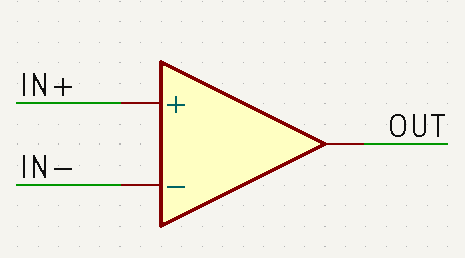 IN+
+
IN-
-
OUT